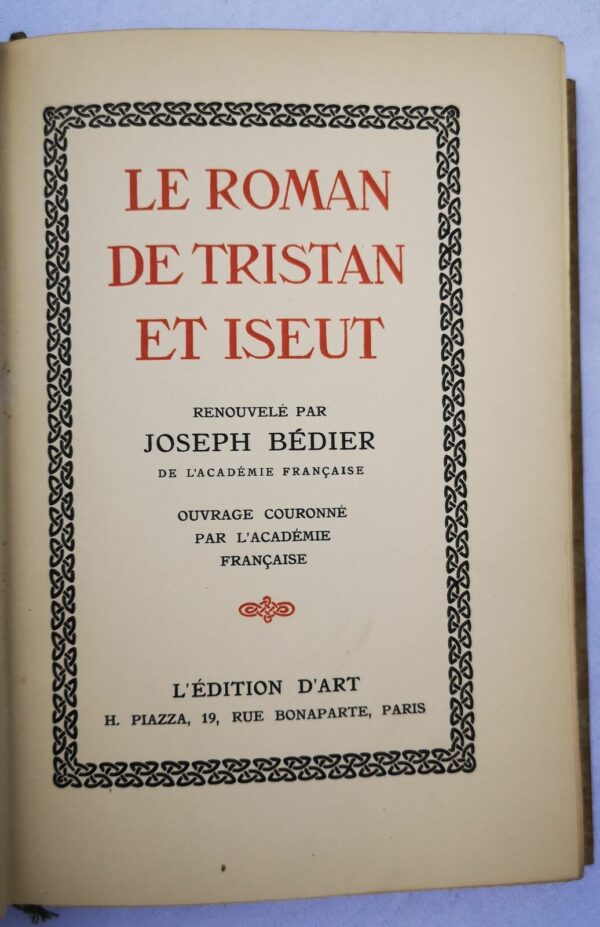 LE ROMAN
DE TRISTAN
ET ISEUT
RENOUVELÉ PAR
JOSEPH BÉDIER
DE L'ACADÉMIE FRANÇAISE
OUVRAGE COURONNÉ
PAR L'ACADÉMIE
FRANÇAISE
L'ÉDITION D'ART
H. PIAZZA, 19, RUE BONAPARTE, PARIS